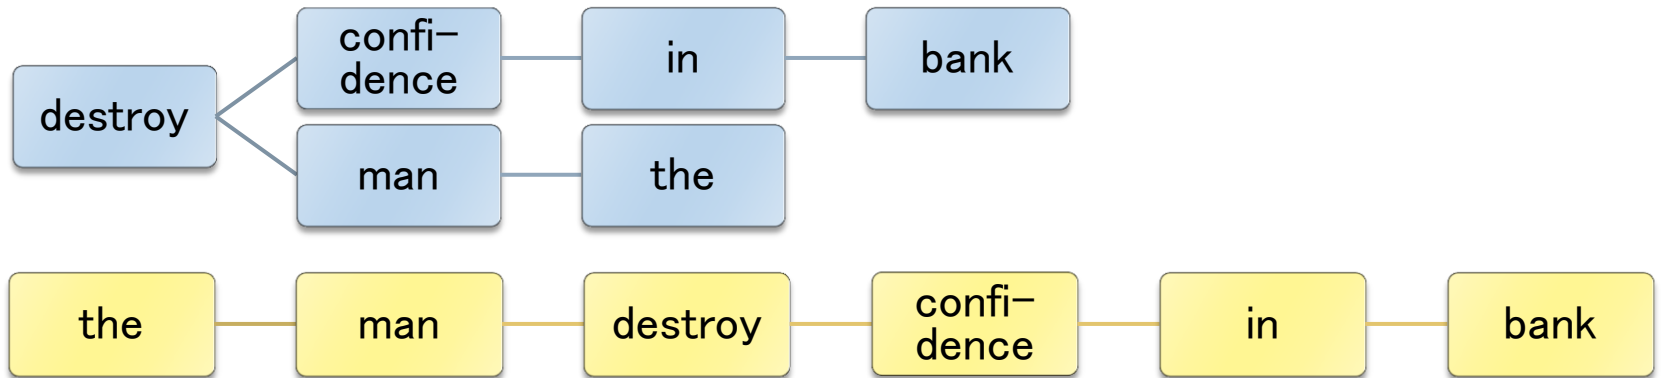 confi-
dence
in
bank
destroy
man
the
the
man
destroy
confi-
dence
in
bank